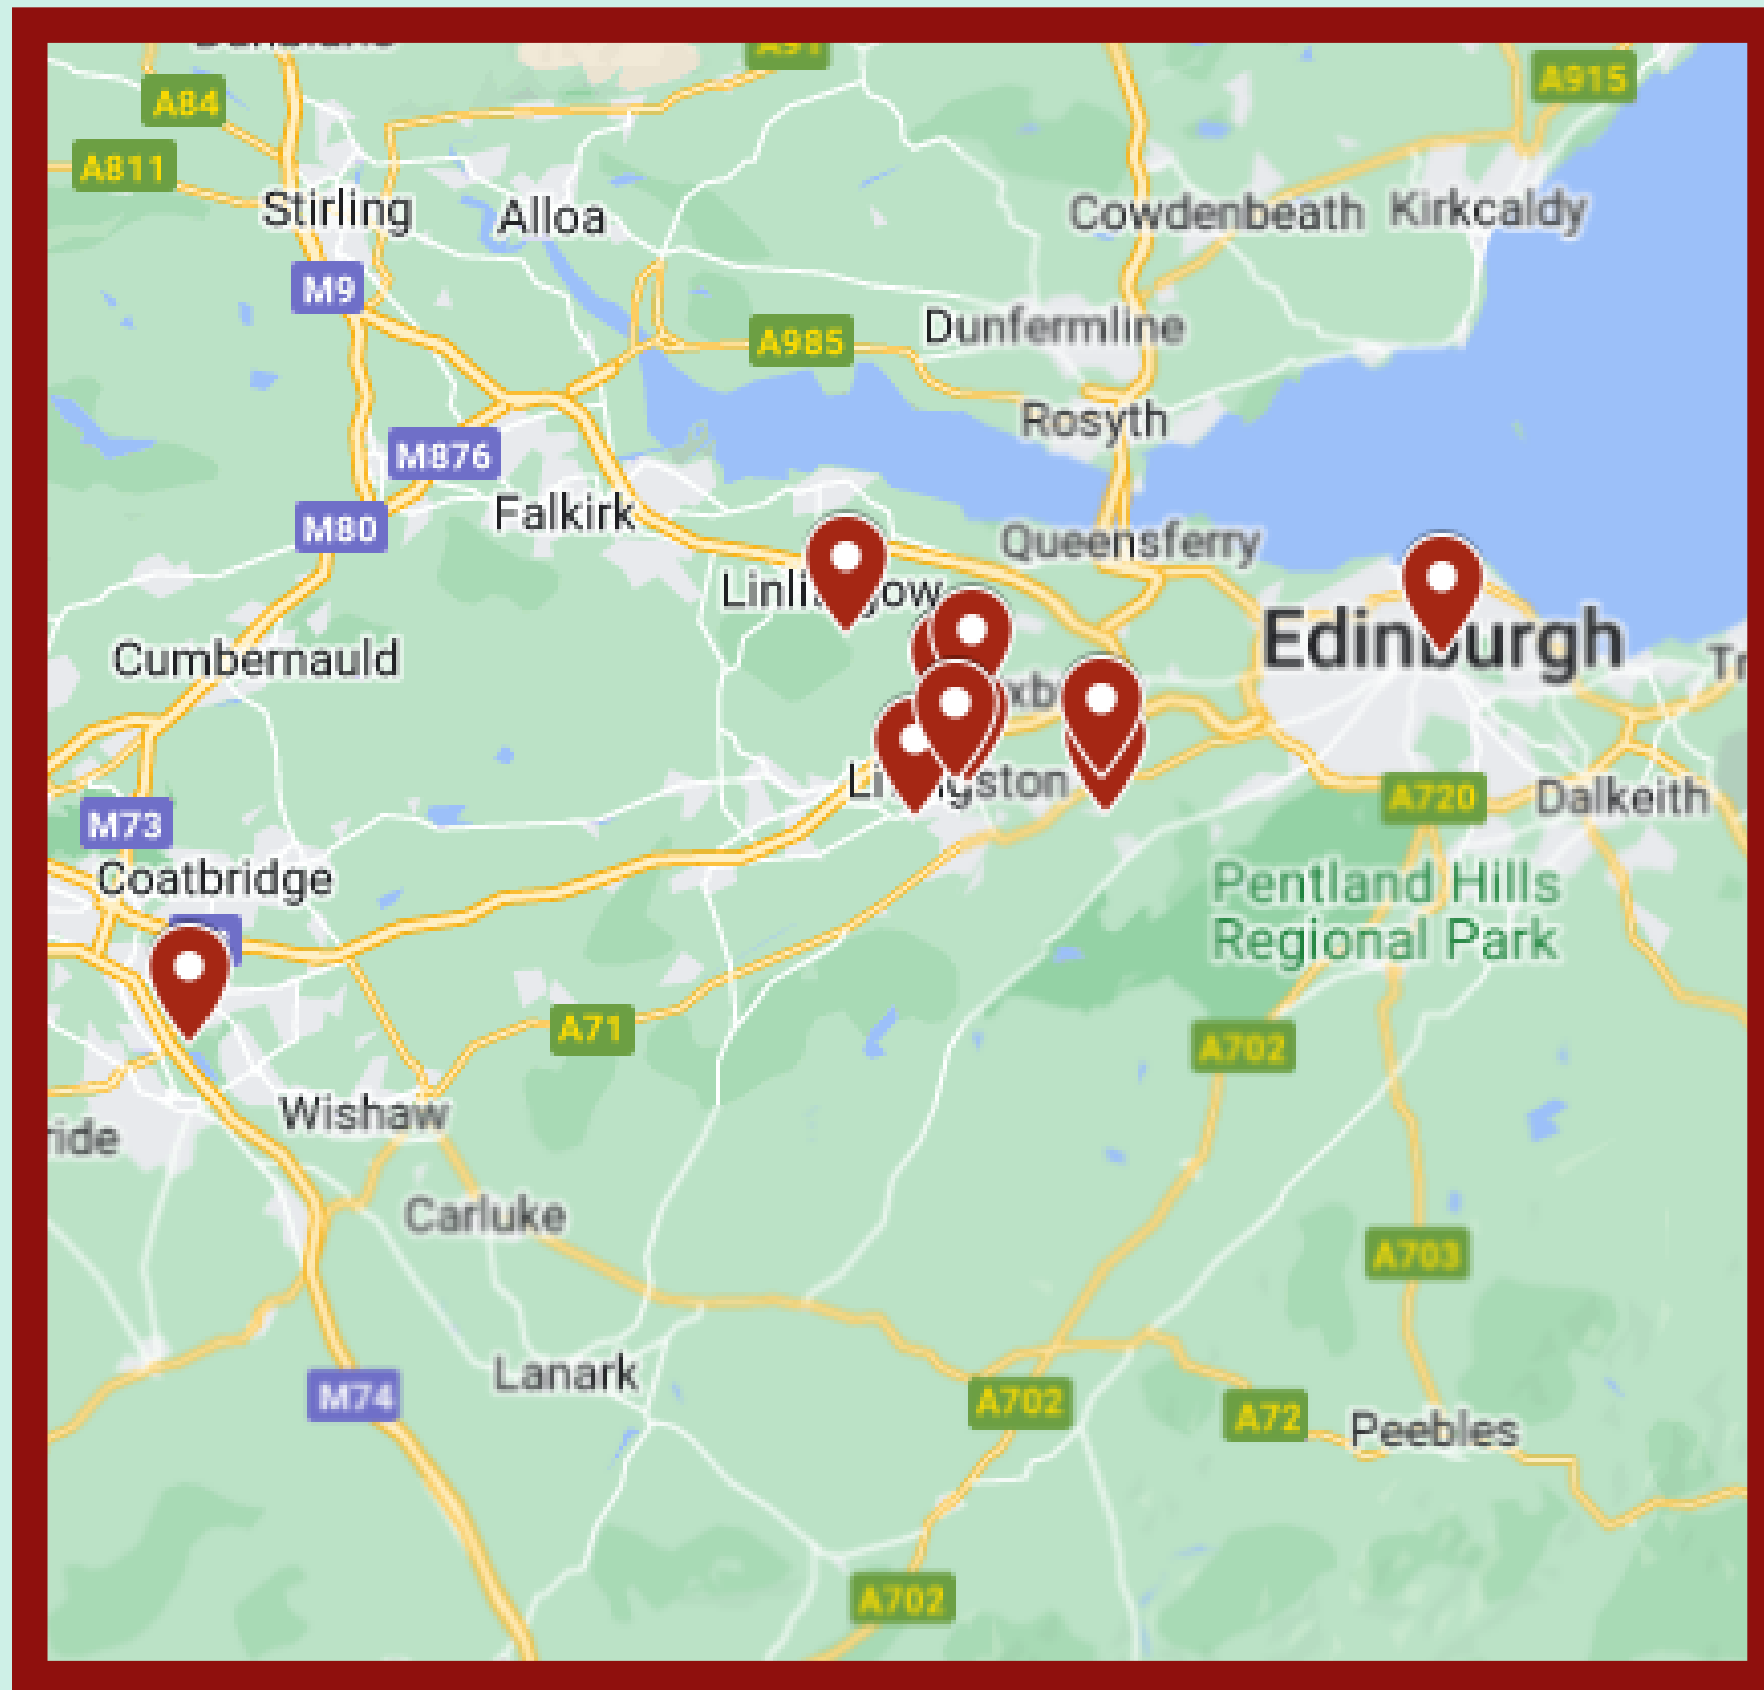 A91
A915
A84
A811
Stirling
Alloa
Cowdenbeath
Kirkcaldy
M9
Dunfermline
A985
Rosyth
M876
Falkirk
M80
Queensferry
Edinburgh
Cumbernauld
A720
Dalkeith
M73
Coatbridge
Pentland Hills
Regional Park
A71
A702
Wishaw
Carluke
A703
Lanark
M74
A702
A72
Peebles
A702